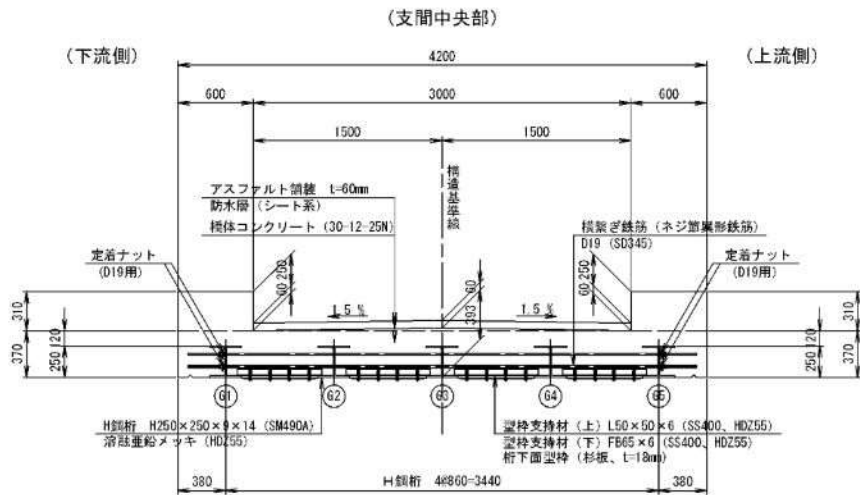 (支間中央部)
(下流側)
(上流側)
4200
600
3000
600
1500
1500
構造基準線
アスファルト舗装 t=60mm
防水層(シート系)
橋体コンクリート(30-12-25N)
横繋ぎ鉄筋(ネジ節異形鉄筋)
D19 (SD345)
定着ナット
(D19用)
定着ナット
(D19用)
60
250
60
250
60
393
1.5 %
1.5 %
310
370
120
250
310
370
120
250
G1
G2
G3
G4
G5
H鋼桁 H250×250×9×14 (SM490A)
溶融亜鉛メッキ(HDZ55)
型枠支持材(上)L50×50×6 (SS400、HDZ55)
型枠支持材(下)FB65×6 (SS400、HDZ55)
桁下面型枠(杉板、t=18mm)
380
H鋼桁 4@860=3440
380